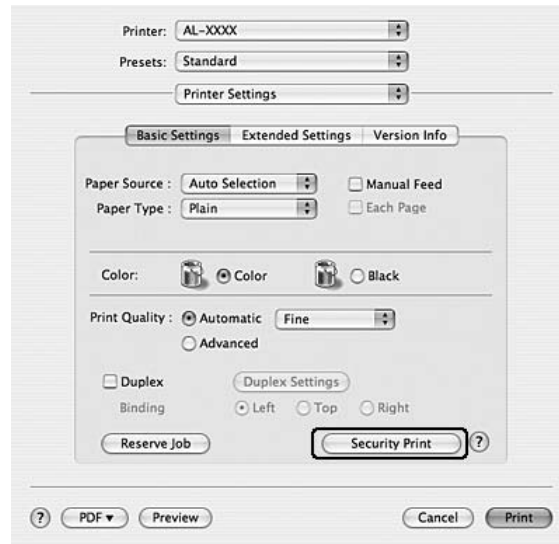 Printer: AL-XXXX
Presets: Standard
Printer Settings
Basic Settings Extended Settings Version Info
Paper Source : Auto Selection Manual Feed
Paper Type : Plain Each Page
Color: Color Black
Print Quality : Automatic Fine
Advanced
Duplex Duplex Settings
Binding Left Top Right
Reserve Job Security Print ?
? PDF▼ Preview Cancel Print